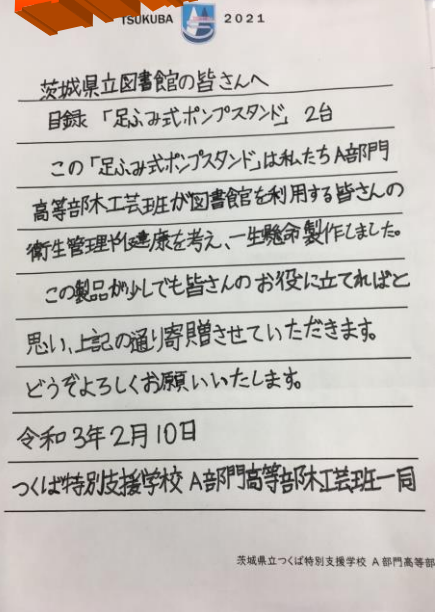 TSUKUBA 2021
茨城県立図書館の皆さんへ
目録 「足ふみ式ポンプスタンド」 2台
この「足ふみ式ポンプスタンド」は私たちA部門
高等部木工芸班が図書館を利用する皆さんの
衛生管理や健康を考え、一生懸命製作しました。
この製品が少しでも皆さんのお役に立てればと
思い、上記の通り寄贈させていただきます。
どうぞよろしくお願いいたします。
令和3年2月10日
つくば特別支援学校 A部門高等部木工芸班一同
茨城県立つくば特別支援学校 A部門高等部